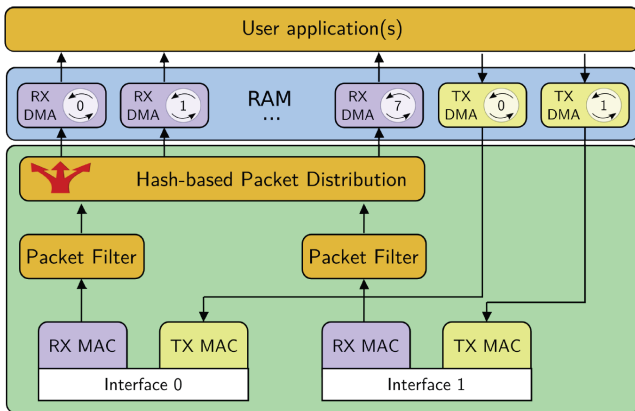 User application(s)
RX DMA 0
RX DMA 1
RAM
...
RX DMA 7
TX DMA 0
TX DMA 1
Hash-based Packet Distribution
Packet Filter
Packet Filter
RX MAC
TX MAC
RX MAC
TX MAC
Interface 0
Interface 1